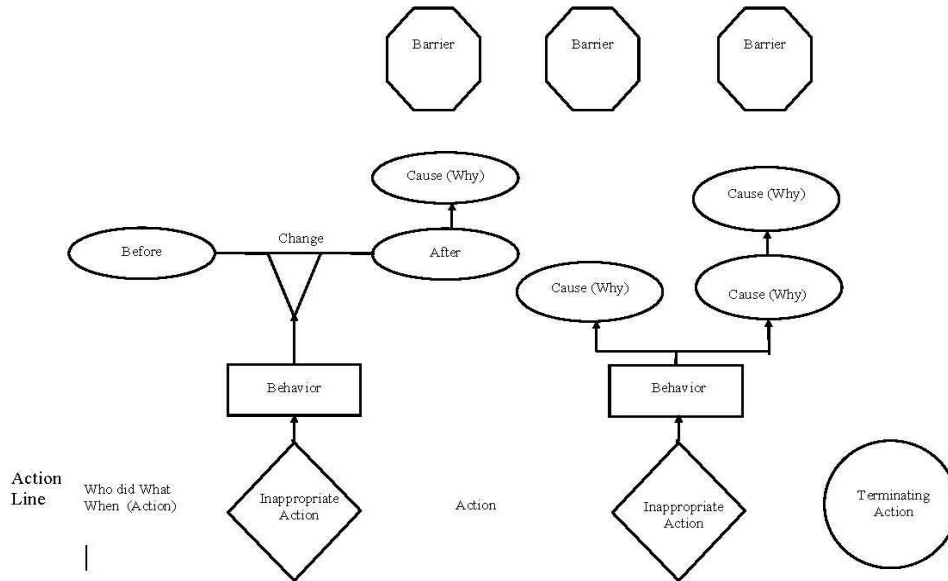 Barrier
Barrier
Barrier
Cause (Why)
Cause (Why)
Before
Change
After
Cause (Why)
Cause (Why)
Behavior
Behavior
Action
Line
Who did What
When (Action)
Inappropriate
Action
Action
Inappropriate
Action
Terminating
Action